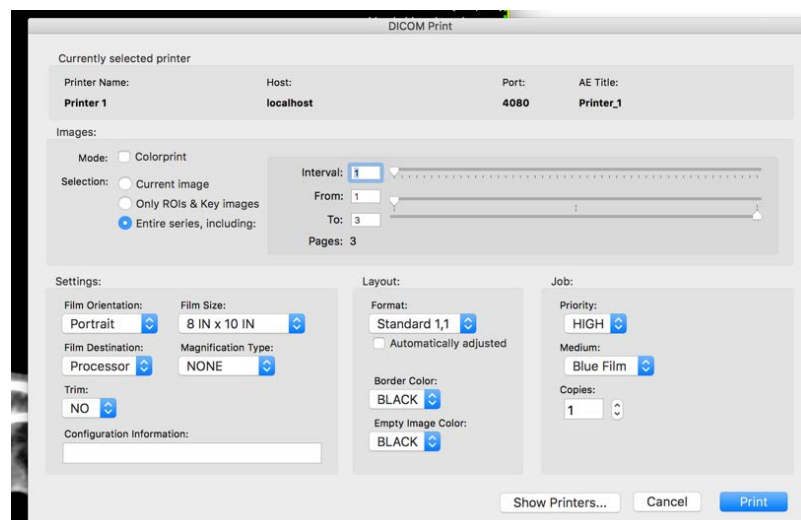 DICOM Print
Currently selected printer
Printer Name: Host: Port: AE Title:
Printer 1 localhost 4080 Printer_1
Images:
Mode: Colorprint
Selection: Current image
Only ROIs & Key images
Entire series, including:
Interval: 1
From: 1
To: 3
Pages: 3
Settings:
Film Orientation: Film Size:
Portrait 8 IN x 10 IN
Film Destination: Magnification Type:
Processor NONE
Trim:
NO
Configuration Information:
Layout:
Format:
Standard 1,1
Automatically adjusted
Border Color:
BLACK
Empty Image Color:
BLACK
Job:
Priority:
HIGH
Medium:
Blue Film
Copies:
1
Show Printers... Cancel Print